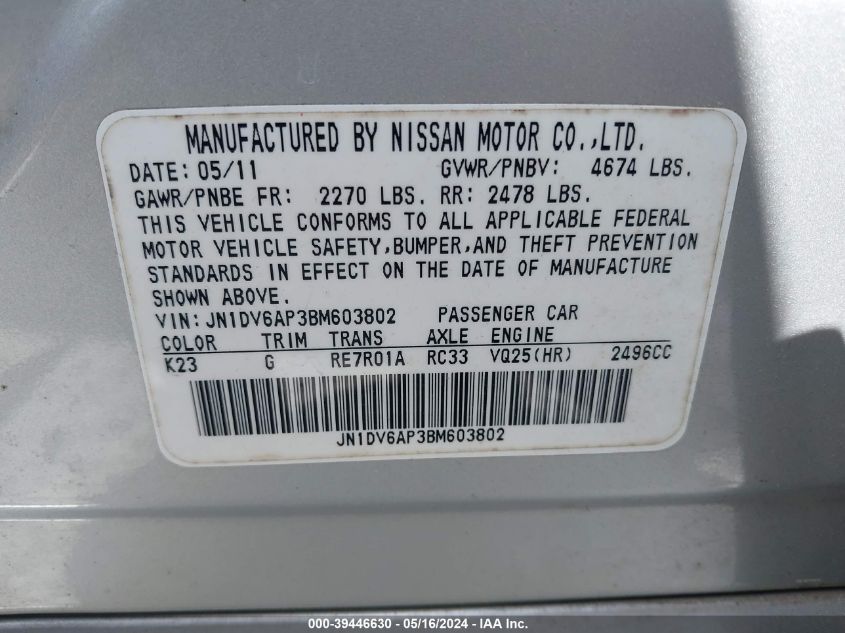 MANUFACTURED BY NISSAN MOTOR CO.,LTD.
DATE: 05/11 GVWR/PNBV: 4674 LBS.
GAWR/PNBE FR: 2270 LBS. RR: 2478 LBS.
THIS VEHICLE CONFORMS TO ALL APPLICABLE FEDERAL
MOTOR VEHICLE SAFETY,BUMPER,AND THEFT PREVENTION
STANDARDS IN EFFECT ON THE DATE OF MANUFACTURE
SHOWN ABOVE.
VIN:JN1DV6AP3BM603802 PASSENGER CAR
COLOR TRIM TRANS AXLE ENGINE
K23 G RE7R01A RC33 VQ25(HR) 2496CC
JN1DV6AP3BM603802
000-39446630 - 05/16/2024 - IAA Inc.